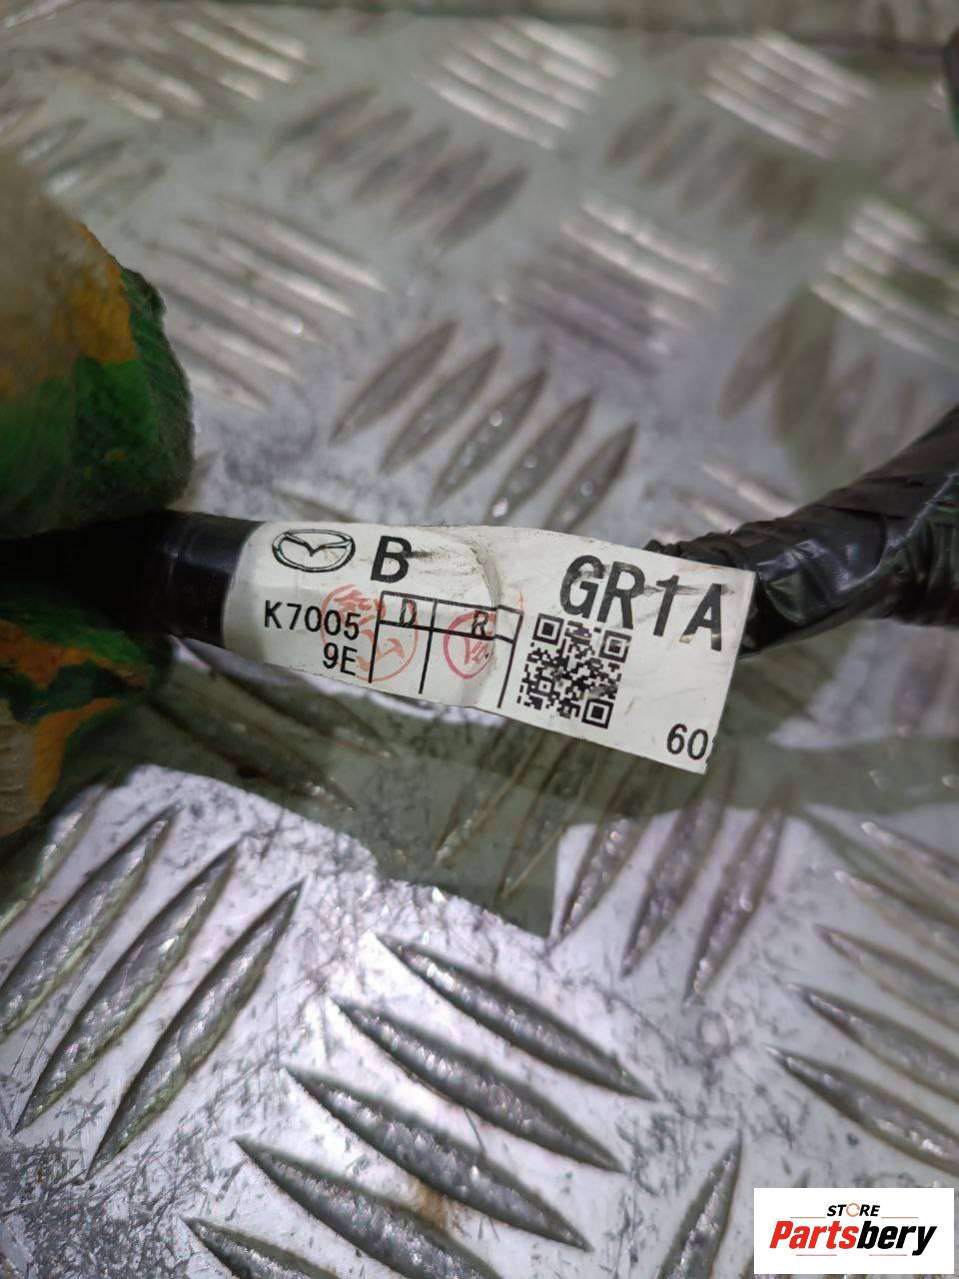 B
GR1A
K7005
D R
9E
60
STORE
Partsbery